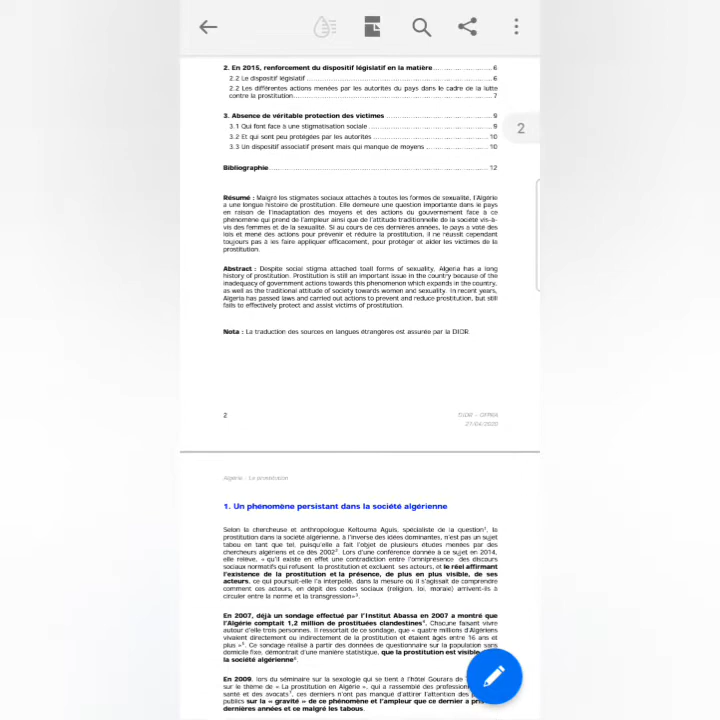 2. En 2015, renforcement du dispositif législatif en la matière 6
2.2 Le dispositif législatif 6
2.2 Les différentes actions menées par les autorités du pays dans le cadre de la lutte
contre la prostitution 7
3. Absence de véritable protection des victimes 9
3.1 Qui font face à une stigmatisation sociale 9
3.2 Et qui sont peu protégées par les autorités 10
3.3 Un dispositif associatif présent mais qui manque de moyens 10
2
Bibliographie 12
Résumé : Malgré les stigmates sociaux attachés à toutes les formes de sexualité, l'Algérie
a une longue histoire de prostitution. Elle demeure une question importante dans le pays
en raison de l'inadaptation des moyens et des actions du gouvernement face à ce
phénomène qui prend de l'ampleur ainsi que de l'attitude traditionnelle de la société vis-à-
vis des femmes et de la sexualité. Si au cours de ces dernières années, le pays a voté des
lois et mené des actions pour prévenir et réduire la prostitution, il ne réussit cependant
toujours pas à les faire appliquer efficacement, pour protéger et aider les victimes de la
prostitution.
Abstract : Despite social stigma attached toall forms of sexuality, Algeria has a long
history of prostitution. Prostitution is still an important issue in the country because of the
inadequacy of government actions towards this phenomenon which expands in the country,
as well as the traditional attitude of society towards women and sexuality. In recent years,
Algeria has passed laws and carried out actions to prevent and reduce prostitution, but still
fails to effectively protect and assist victims of prostitution.
Nota : La traduction des sources en langues étrangères est assurée par la DIDR.
2
DIDR – OFPRA
21/04/2020
Algérie : La prostitution
1. Un phénomène persistant dans la société algérienne
Selon la chercheuse et anthropologue Keltouma Aguis, spécialiste de la question¹, la
prostitution dans la société algérienne, à l'inverse des idées dominantes, n'est pas un sujet
tabou en tant que tel, puisqu'elle a fait l'objet de plusieurs études menées par des
chercheurs algériens et ce dès 2002². Lors d'une conférence donnée à ce sujet en 2014,
elle relève, « qu'il existe en effet une contradiction entre l'omniprésence des discours
sociaux normatifs qui refusent la prostitution et excluent ses acteurs, et le réel affirmant
l'existence de la prostitution et la présence, de plus en plus visible, de ses
acteurs, ce qui poursuit-elle l'a interpelé, dans la mesure où il s'agissait de comprendre
comment ces acteurs, en dépit des codes sociaux (religion, loi, morale) arrivent-ils à
circuler entre la norme et la transgression»³.
En 2007, déjà un sondage effectué par l'Institut Abassa en 2007 a montré que
l'Algérie comptait 1,2 million de prostituées clandestines⁴. Chacune faisant vivre
autour d'elle trois personnes. Il ressortait de ce sondage, que « quatre millions d'Algériens
vivaient directement ou indirectement de la prostitution et étaient âgés entre 16 ans et
plus »⁵. Ce sondage réalisé à partir des données de questionnaire sur la population sans
domicile fixe, démontrait d'une manière statistique, que la prostitution est visible
la société algérienne⁶.
En 2009, lors du séminaire sur la sexologie qui se tient à l'hôtel Gourara de
sur le thème de « La prostitution en Algérie », qui a rassemblé des
santé et des avocats⁷, ces derniers n'ont pas manqué d'attirer l'attention des
publics sur la « gravité » de ce phénomène et l'ampleur que ce dernier a
dernières années et ce malgré les tabous.